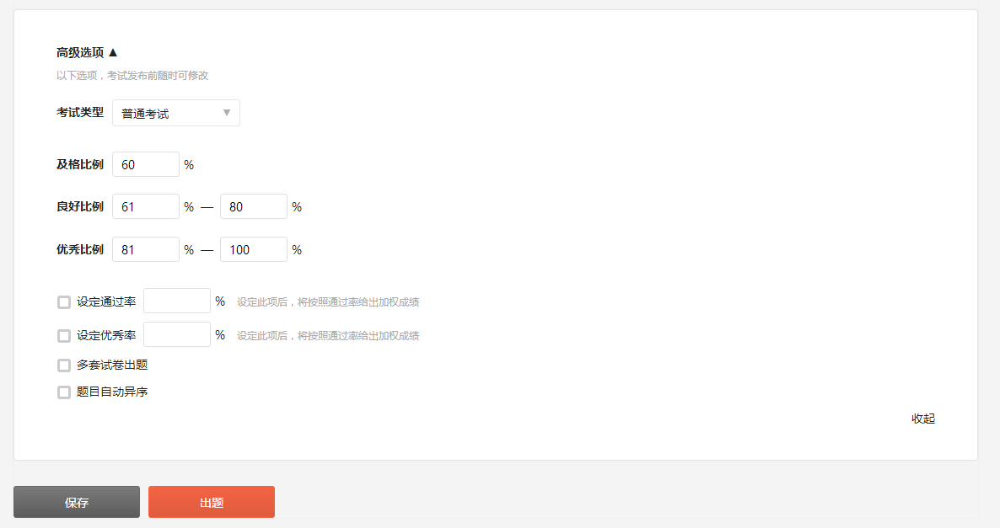 高级选项 ▲
以下选项，考试发布前随时可修改
考试类型 普通考试 ▼
及格比例 60 %
良好比例 61 % — 80 %
优秀比例 81 % — 100 %
设定通过率 % 设定此项后，将按照通过率给出加权成绩
设定优秀率 % 设定此项后，将按照通过率给出加权成绩
多套试卷出题
题目自动异序
收起
保存 出题